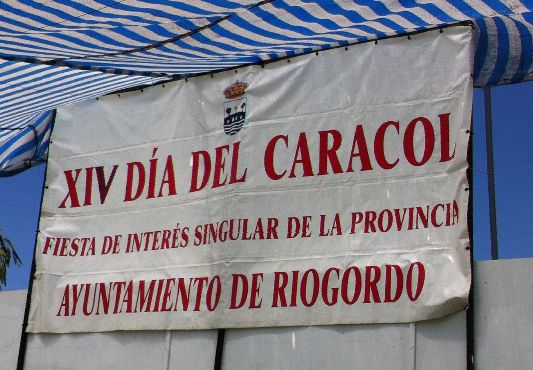 XIV DÍA DEL CARACOL
FIESTA DE INTERÉS SINGULAR DE LA PROVINCIA
AYUNTAMIENTO DE RIOGORDO